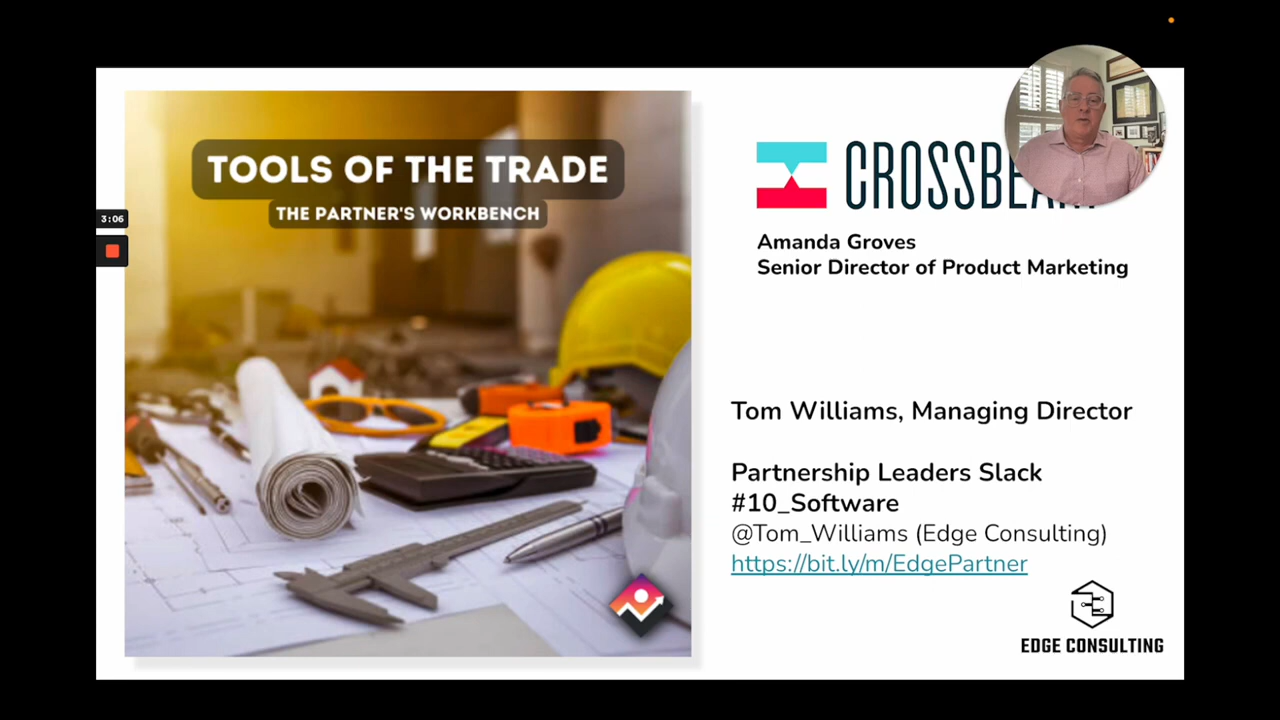 TOOLS OF THE TRADE
THE PARTNER'S WORKBENCH
3:06
Amanda Groves
Senior Director of Product Marketing
Tom Williams, Managing Director
Partnership Leaders Slack
#10_Software
@Tom_Williams (Edge Consulting)
https://bit.ly/m/EdgePartner
EDGE CONSULTING